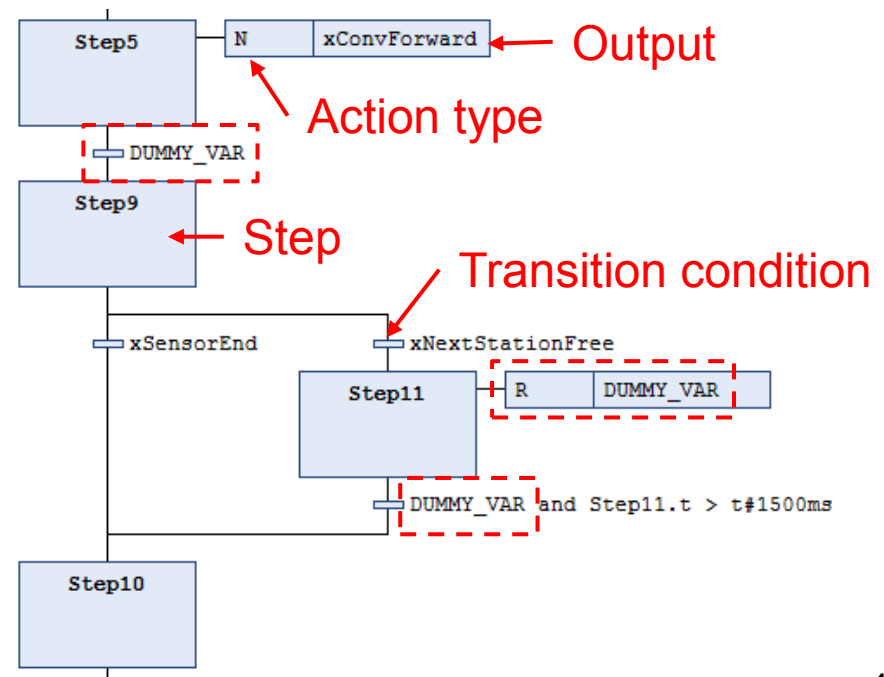 Step5
N
xConvForward
Output
Action type
DUMMY_VAR
Step9
Step
Transition condition
xSensorEnd
xNextStationFree
Step11
R
DUMMY_VAR
DUMMY_VAR and Step11.t > t#1500ms
Step10